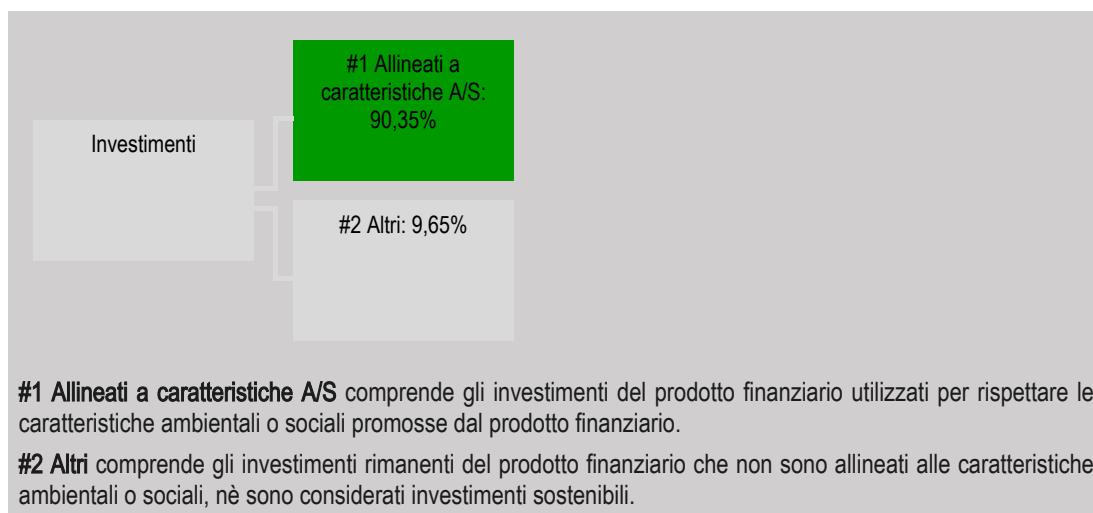 #1 Allineati a
caratteristiche A/S:
90,35%
Investimenti
#2 Altri: 9,65%
#1 Allineati a caratteristiche A/S comprende gli investimenti del prodotto finanziario utilizzati per rispettare le
caratteristiche ambientali o sociali promosse dal prodotto finanziario.
#2 Altri comprende gli investimenti rimanenti del prodotto finanziario che non sono allineati alle caratteristiche
ambientali o sociali, nè sono considerati investimenti sostenibili.